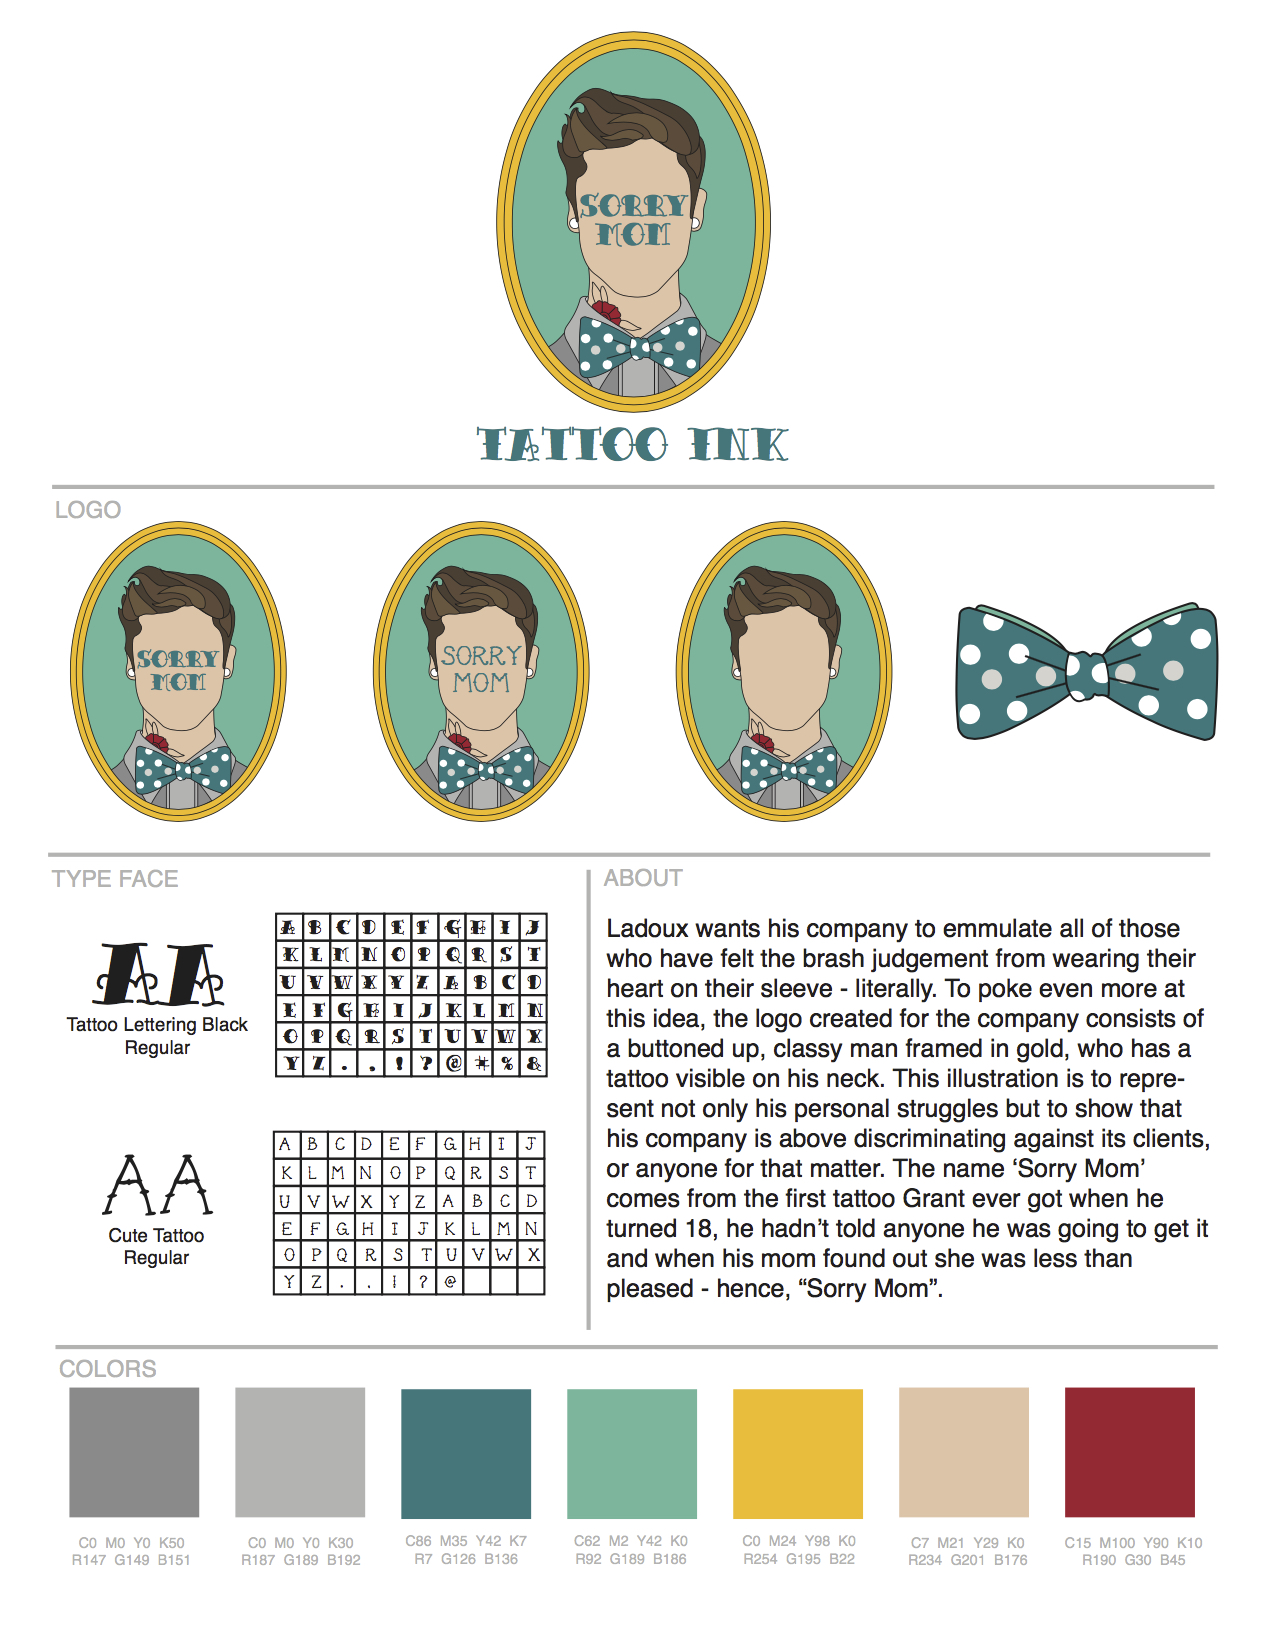 SORRY
MOM
TATTOO INK
LOGO
SORRY
MOM
SORRY
MOM
TYPE FACE
AA
Tattoo Lettering Black
Regular
A B C D E F G H I J
K L M N O P Q R S T
U V W X Y Z A B C D
E F G H I J K L M N
O P Q R S T U V W X
Y Z . , ! ? @ # % &
AA
Cute Tattoo
Regular
A B C D E F G H I J
K L M N O P Q R S T
U V W X Y Z A B C D
E F G H I J K L M N
O P Q R S T U V W X
Y Z . . ! ? @
ABOUT
Ladoux wants his company to emmulate all of those
who have felt the brash judgement from wearing their
heart on their sleeve - literally. To poke even more at
this idea, the logo created for the company consists of
a buttoned up, classy man framed in gold, who has a
tattoo visible on his neck. This illustration is to repre-
sent not only his personal struggles but to show that
his company is above discriminating against its clients,
or anyone for that matter. The name ‘Sorry Mom’
comes from the first tattoo Grant ever got when he
turned 18, he hadn’t told anyone he was going to get it
and when his mom found out she was less than
pleased - hence, “Sorry Mom”.
COLORS
C0 M0 Y0 K50
R147 G149 B151
C0 M0 Y0 K30
R187 G189 B192
C86 M35 Y42 K7
R7 G126 B136
C62 M2 Y42 K0
R92 G189 B186
C0 M24 Y98 K0
R254 G195 B22
C7 M21 Y29 K0
R234 G201 B176
C15 M100 Y90 K10
R190 G30 B45